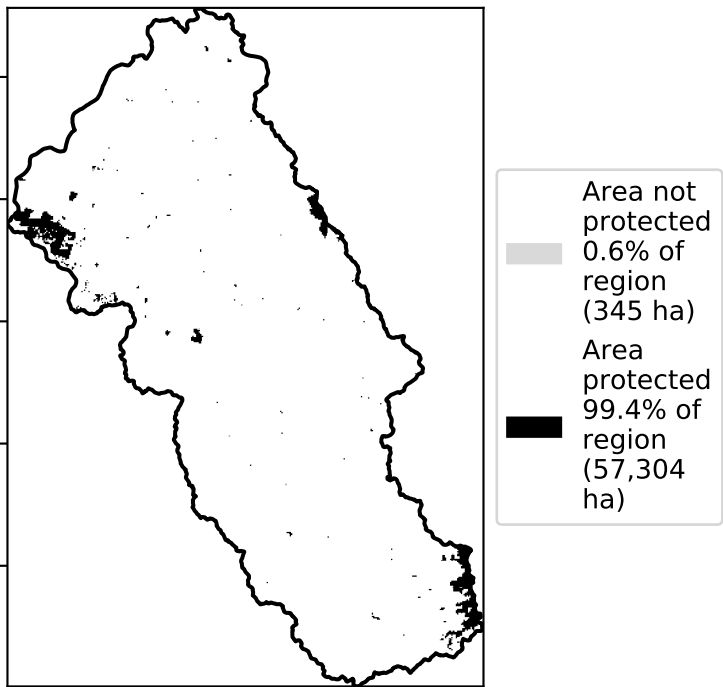 Area not
protected
0.6% of
region
(345 ha)
Area
protected
99.4% of
region
(57,304
ha)